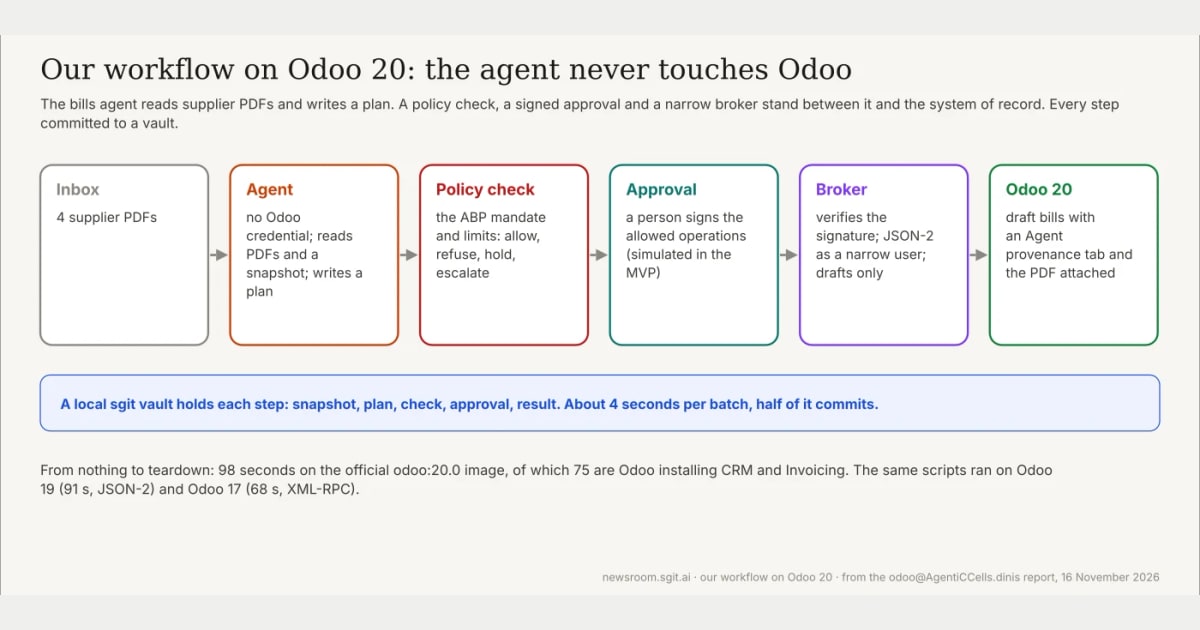 Our workflow on Odoo 20: the agent never touches Odoo
The bills agent reads supplier PDFs and writes a plan. A policy check, a signed approval and a narrow broker stand between it and the system of record. Every step
committed to a vault.
Inbox
4 supplier PDFs
Agent
no Odoo
credential; reads
PDFs and a
snapshot; writes a
plan
Policy check
the ABP mandate
and limits: allow,
refuse, hold,
escalate
Approval
a person signs the
allowed operations
(simulated in the
MVP)
Broker
verifies the
signature; JSON-2
as a narrow user;
drafts only
Odoo 20
draft bills with
an Agent
provenance tab and
the PDF attached
A local sgit vault holds each step: snapshot, plan, check, approval, result. About 4 seconds per batch, half of it commits.
From nothing to teardown: 98 seconds on the official odoo:20.0 image, of which 75 are Odoo installing CRM and Invoicing. The same scripts ran on Odoo
19 (91 s, JSON-2) and Odoo 17 (68 s, XML-RPC).
newsroom.sgit.ai · our workflow on Odoo 20 · from the odoo@AgentiCCells.dinis report, 16 November 2026